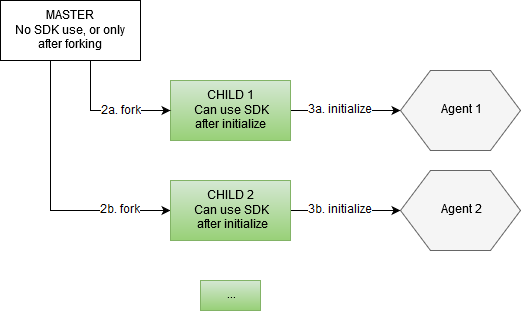 MASTER
No SDK use, or only
after forking
2a. fork
CHILD 1
Can use SDK
after initialize
3a. initialize
Agent 1
2b. fork
CHILD 2
Can use SDK
after initialize
3b. initialize
Agent 2
...